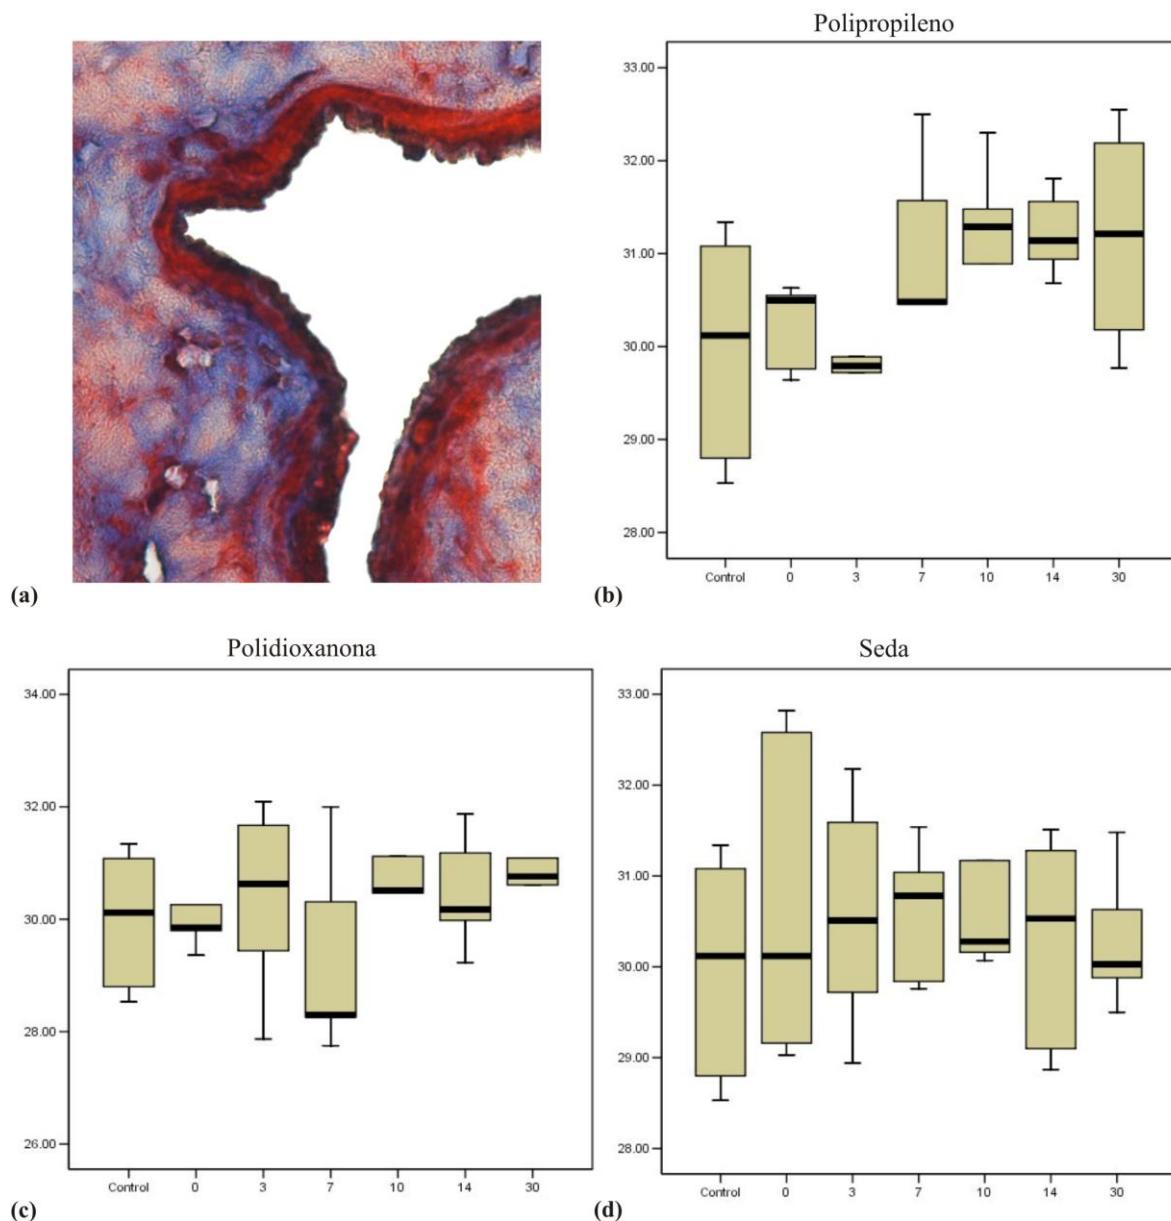 Polipropileno
33.00
32.00
31.00
30.00
29.00
28.00
Control 0 3 7 10 14 30
(a)
(b)
Polidioxanona
34.00
32.00
30.00
28.00
26.00
Control 0 3 7 10 14 30
(c)
Seda
33.00
32.00
31.00
30.00
29.00
28.00
Control 0 3 7 10 14 30
(d)